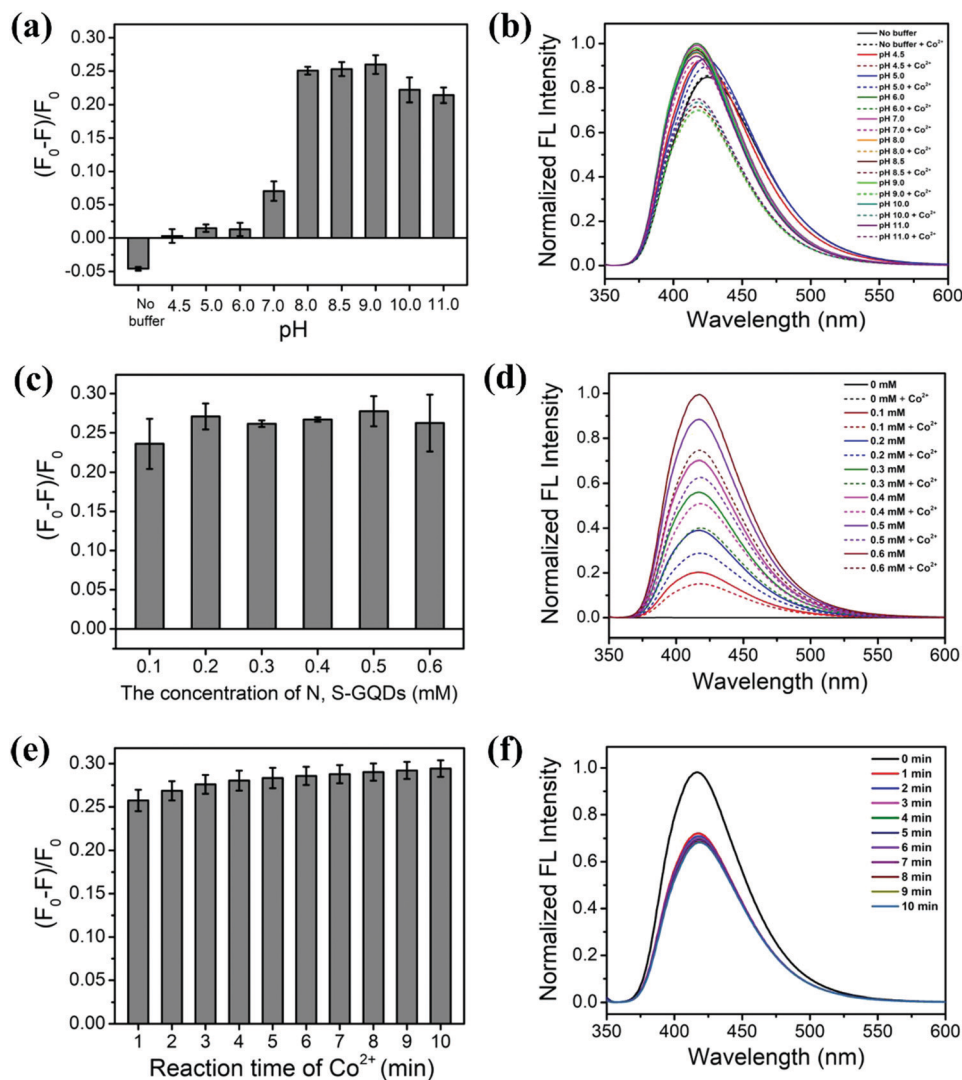 (a)
(F₀-F)/F₀
0.30
0.25
0.20
0.15
0.10
0.05
0.00
-0.05
No buffer 4.5 5.0 6.0 7.0 8.0 8.5 9.0 10.0 11.0
pH
(b)
Normalized FL Intensity
1.0
0.8
0.6
0.4
0.2
0.0
No buffer
No buffer + Co²⁺
pH 4.5
pH 4.5 + Co²⁺
pH 5.0
pH 5.0 + Co²⁺
pH 6.0
pH 6.0 + Co²⁺
pH 7.0
pH 7.0 + Co²⁺
pH 8.0
pH 8.0 + Co²⁺
pH 8.5
pH 8.5 + Co²⁺
pH 9.0
pH 9.0 + Co²⁺
pH 10.0
pH 10.0 + Co²⁺
pH 11.0
pH 11.0 + Co²⁺
350 400 450 500 550 600
Wavelength (nm)
(c)
(F₀-F)/F₀
0.30
0.25
0.20
0.15
0.10
0.05
0.00
0.1 0.2 0.3 0.4 0.5 0.6
The concentration of N, S-GQDs (mM)
(d)
Normalized FL Intensity
1.0
0.8
0.6
0.4
0.2
0.0
0 mM
0 mM + Co²⁺
0.1 mM
0.1 mM + Co²⁺
0.2 mM
0.2 mM + Co²⁺
0.3 mM
0.3 mM + Co²⁺
0.4 mM
0.4 mM + Co²⁺
0.5 mM
0.5 mM + Co²⁺
0.6 mM
0.6 mM + Co²⁺
350 400 450 500 550 600
Wavelength (nm)
(e)
(F₀-F)/F₀
0.30
0.25
0.20
0.15
0.10
0.05
0.00
1 2 3 4 5 6 7 8 9 10
Reaction time of Co²⁺ (min)
(f)
Normalized FL Intensity
1.0
0.8
0.6
0.4
0.2
0.0
0 min
1 min
2 min
3 min
4 min
5 min
6 min
7 min
8 min
9 min
10 min
350 400 450 500 550 600
Wavelength (nm)